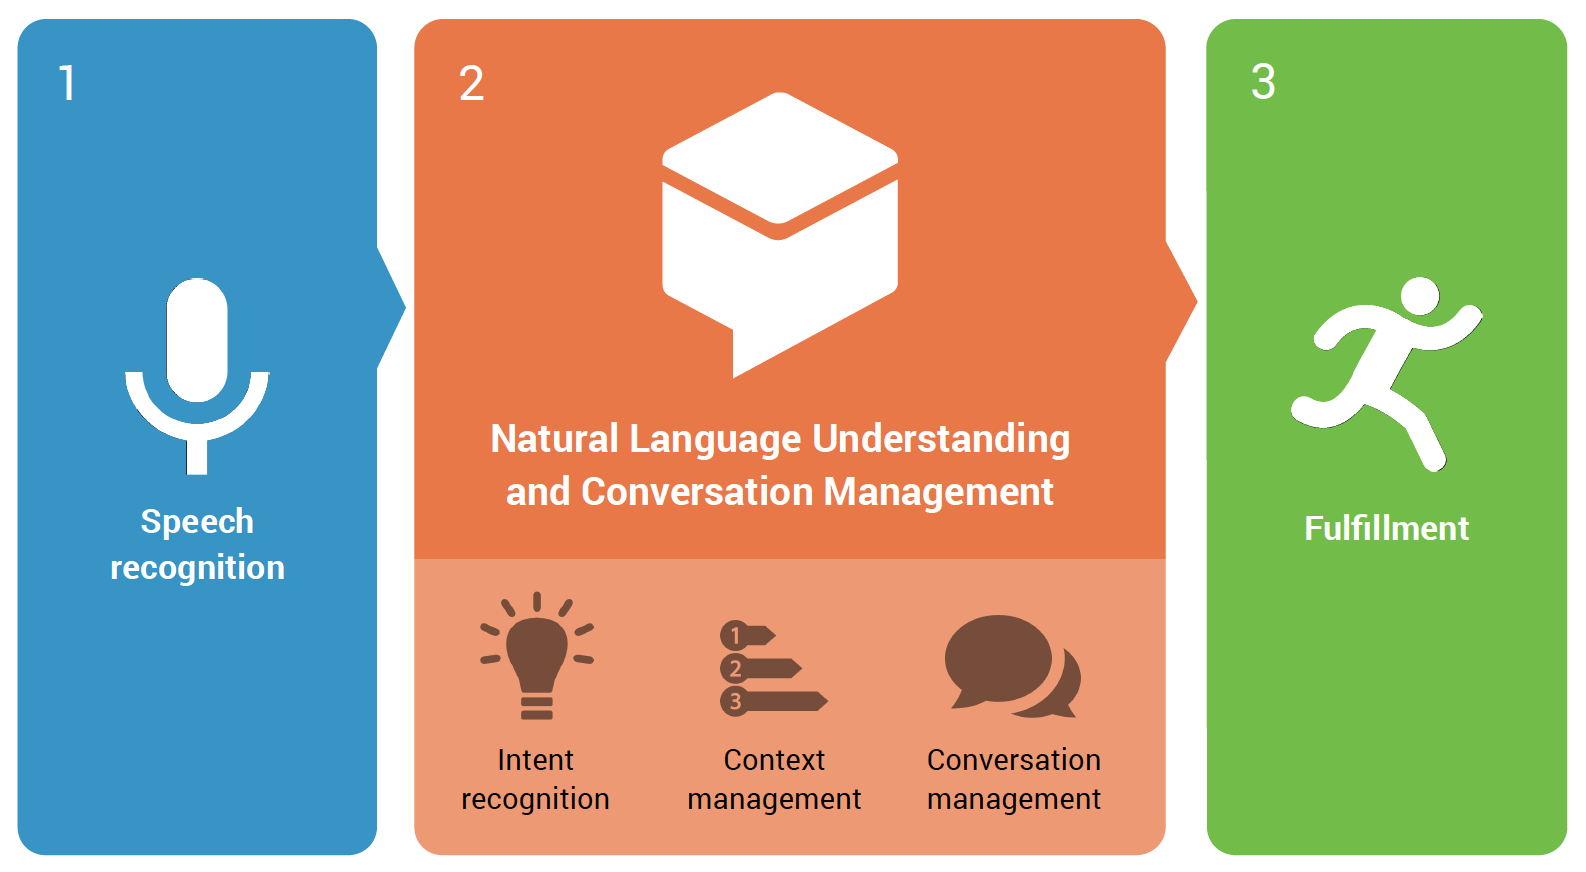 1
Speech
recognition
2
Natural Language Understanding
and Conversation Management
Intent
recognition
1
2
3
Context
management
Conversation
management
3
Fulfillment